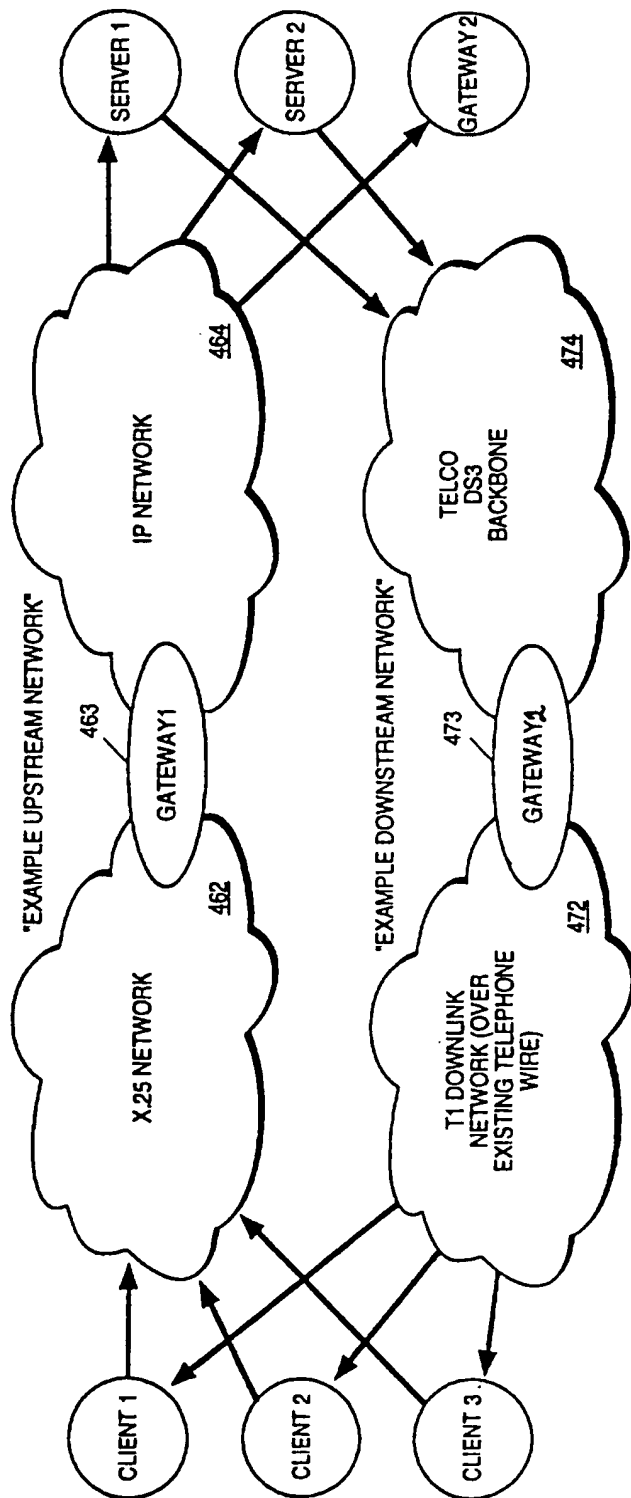 "EXAMPLE UPSTREAM NETWORK"
CLIENT 1
CLIENT 2
CLIENT 3
X.25 NETWORK
462
463
GATEWAY1
IP NETWORK
464
SERVER 1
SERVER 2
GATEWAY 2
"EXAMPLE DOWNSTREAM NETWORK"
T1 DOWNLINK
NETWORK (OVER
EXISTING TELEPHONE
WIRE)
472
473
GATEWAY2
TELCO
DS3
BACKBONE
474